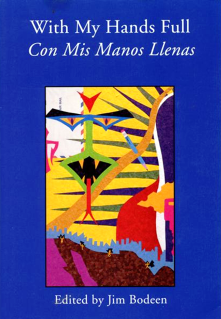 With My Hands Full
Con Mis Manos Llenas
Edited by Jim Bodeen